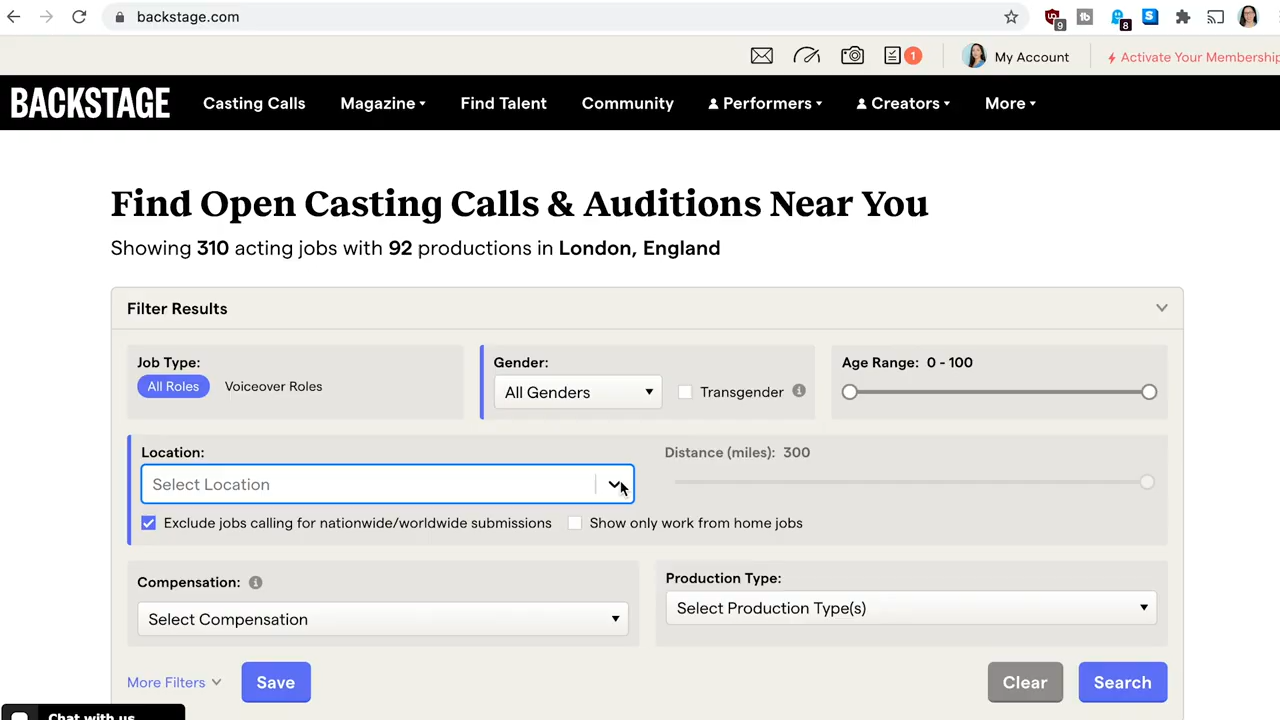 backstage.com
9
tb
8
S
1
My Account
Activate Your Membership
BACKSTAGE
Casting Calls
Magazine
Find Talent
Community
Performers
Creators
More
Find Open Casting Calls & Auditions Near You
Showing 310 acting jobs with 92 productions in London, England
Filter Results
Job Type:
All Roles
Voiceover Roles
Gender:
All Genders
Transgender
Age Range: 0 - 100
Location:
Select Location
Distance (miles): 300
Exclude jobs calling for nationwide/worldwide submissions
Show only work from home jobs
Compensation:
Select Compensation
Production Type:
Select Production Type(s)
More Filters
Save
Clear
Search
Chat with us